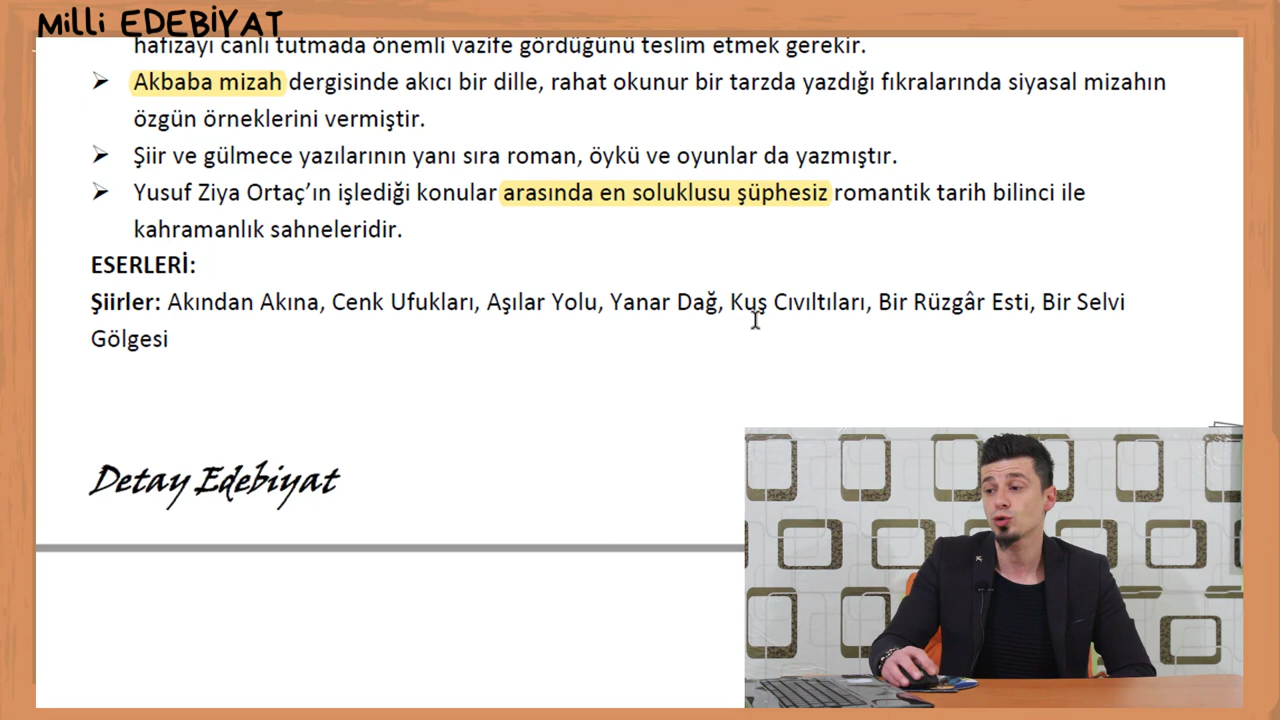 Milli EDEBİYAT
hafızayı canlı tutmada önemli vazife gördüğünü teslim etmek gerekir.
➤ Akbaba mizah dergisinde akıcı bir dille, rahat okunur bir tarzda yazdığı fıkralarında siyasal mizahın
özgün örneklerini vermiştir.
➤ Şiir ve gülmece yazılarının yanı sıra roman, öykü ve oyunlar da yazmıştır.
➤ Yusuf Ziya Ortaç’ın işlediği konular arasında en soluklusu şüphesiz romantik tarih bilinci ile
kahramanlık sahneleridir.
ESERLERİ:
Şiirler: Akından Akına, Cenk Ufukları, Aşılar Yolu, Yanar Dağ, Kuş Cıvıltıları, Bir Rüzgâr Esti, Bir Selvi
Gölgesi
Detay Edebiyat